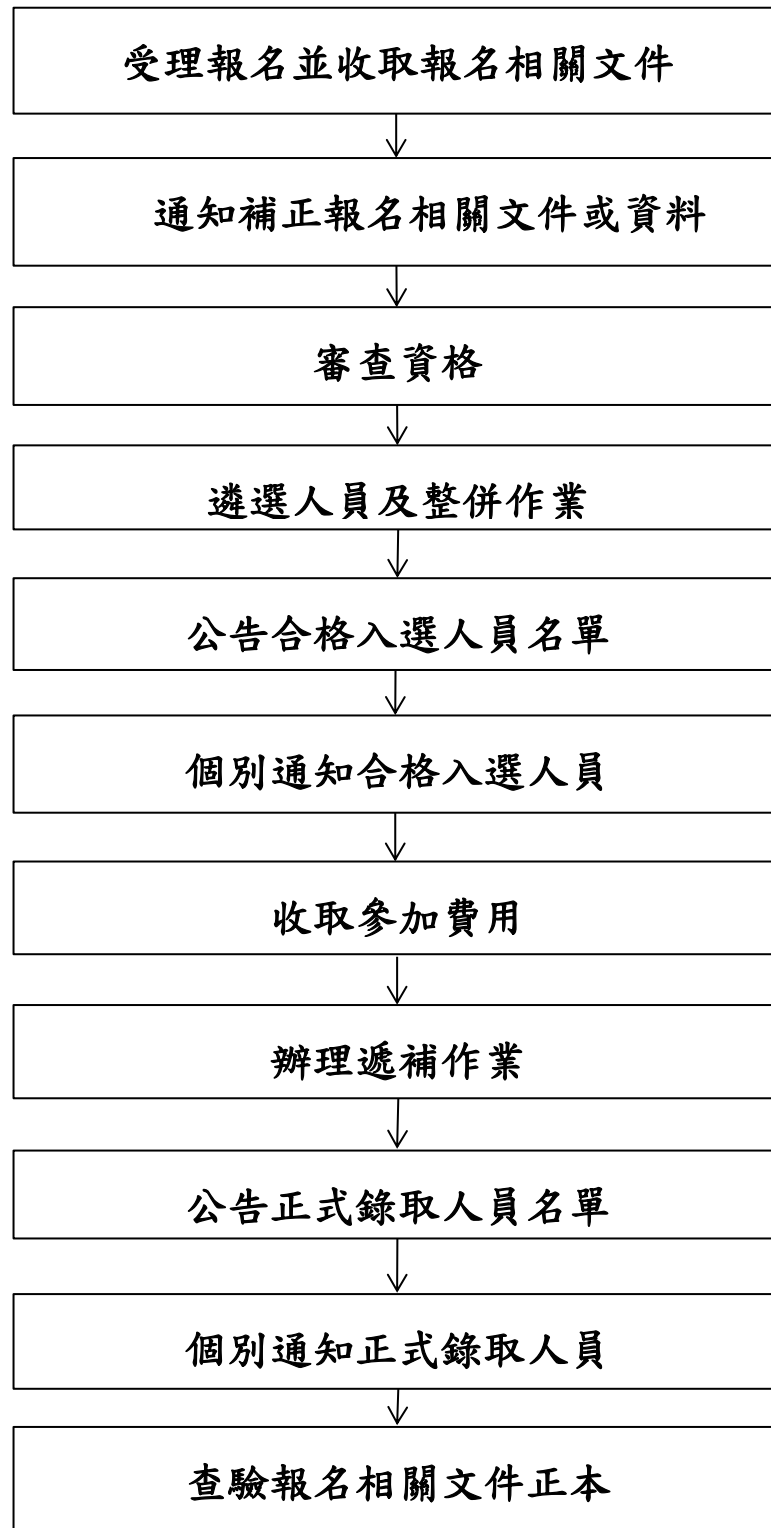 受理報名並收取報名相關文件
通知補正報名相關文件或資料
審查資格
遴選人員及整併作業
公告合格入選人員名單
個別通知合格入選人員
收取參加費用
辦理遞補作業
公告正式錄取人員名單
個別通知正式錄取人員
查驗報名相關文件正本